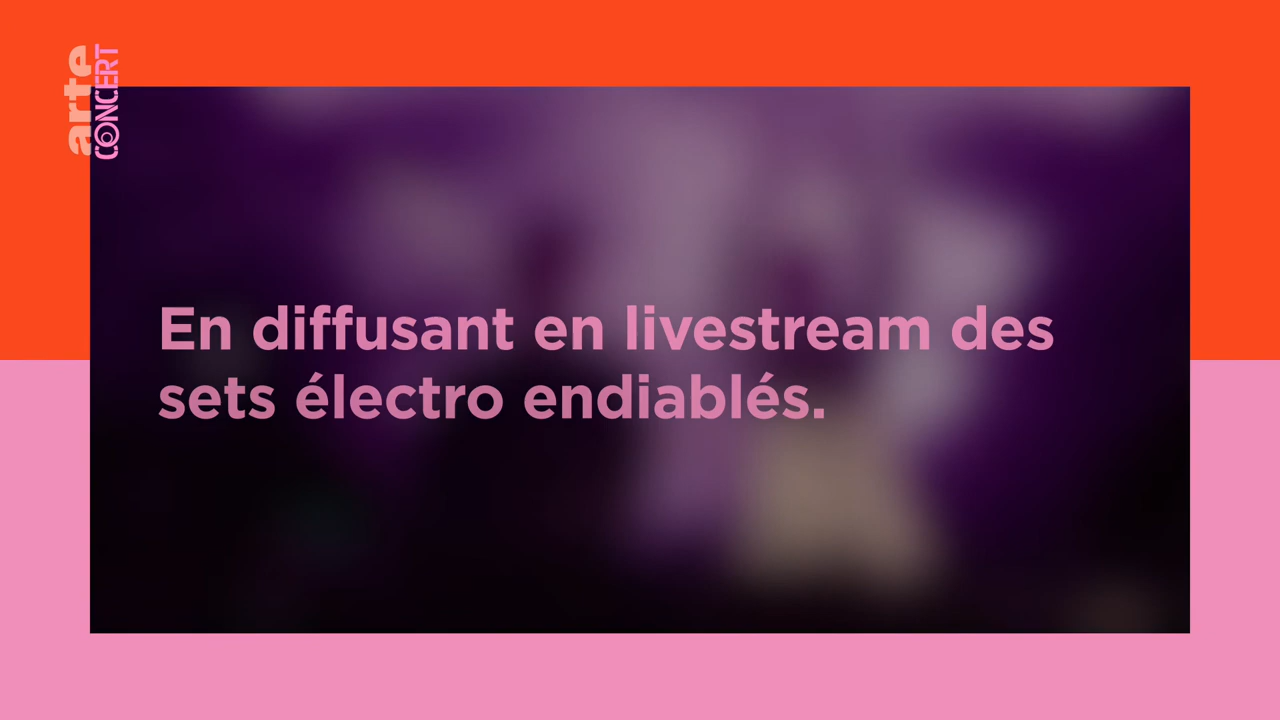 arte
CONCERT
En diffusant en livestream des
sets électro endiablés.